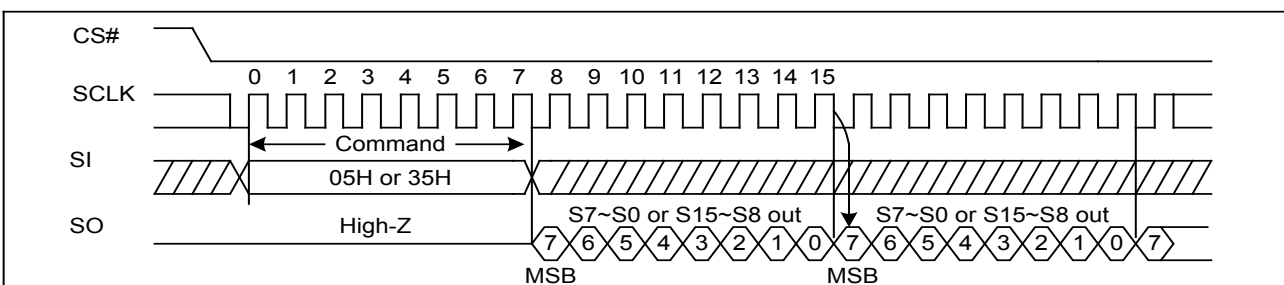 CS#
0 1 2 3 4 5 6 7 8 9 10 11 12 13 14 15
SCLK
Command
SI
05H or 35H
S7~S0 or S15~S8 out S7~S0 or S15~S8 out
SO High-Z
7 6 5 4 3 2 1 0 7 6 5 4 3 2 1 0 7
MSB MSB